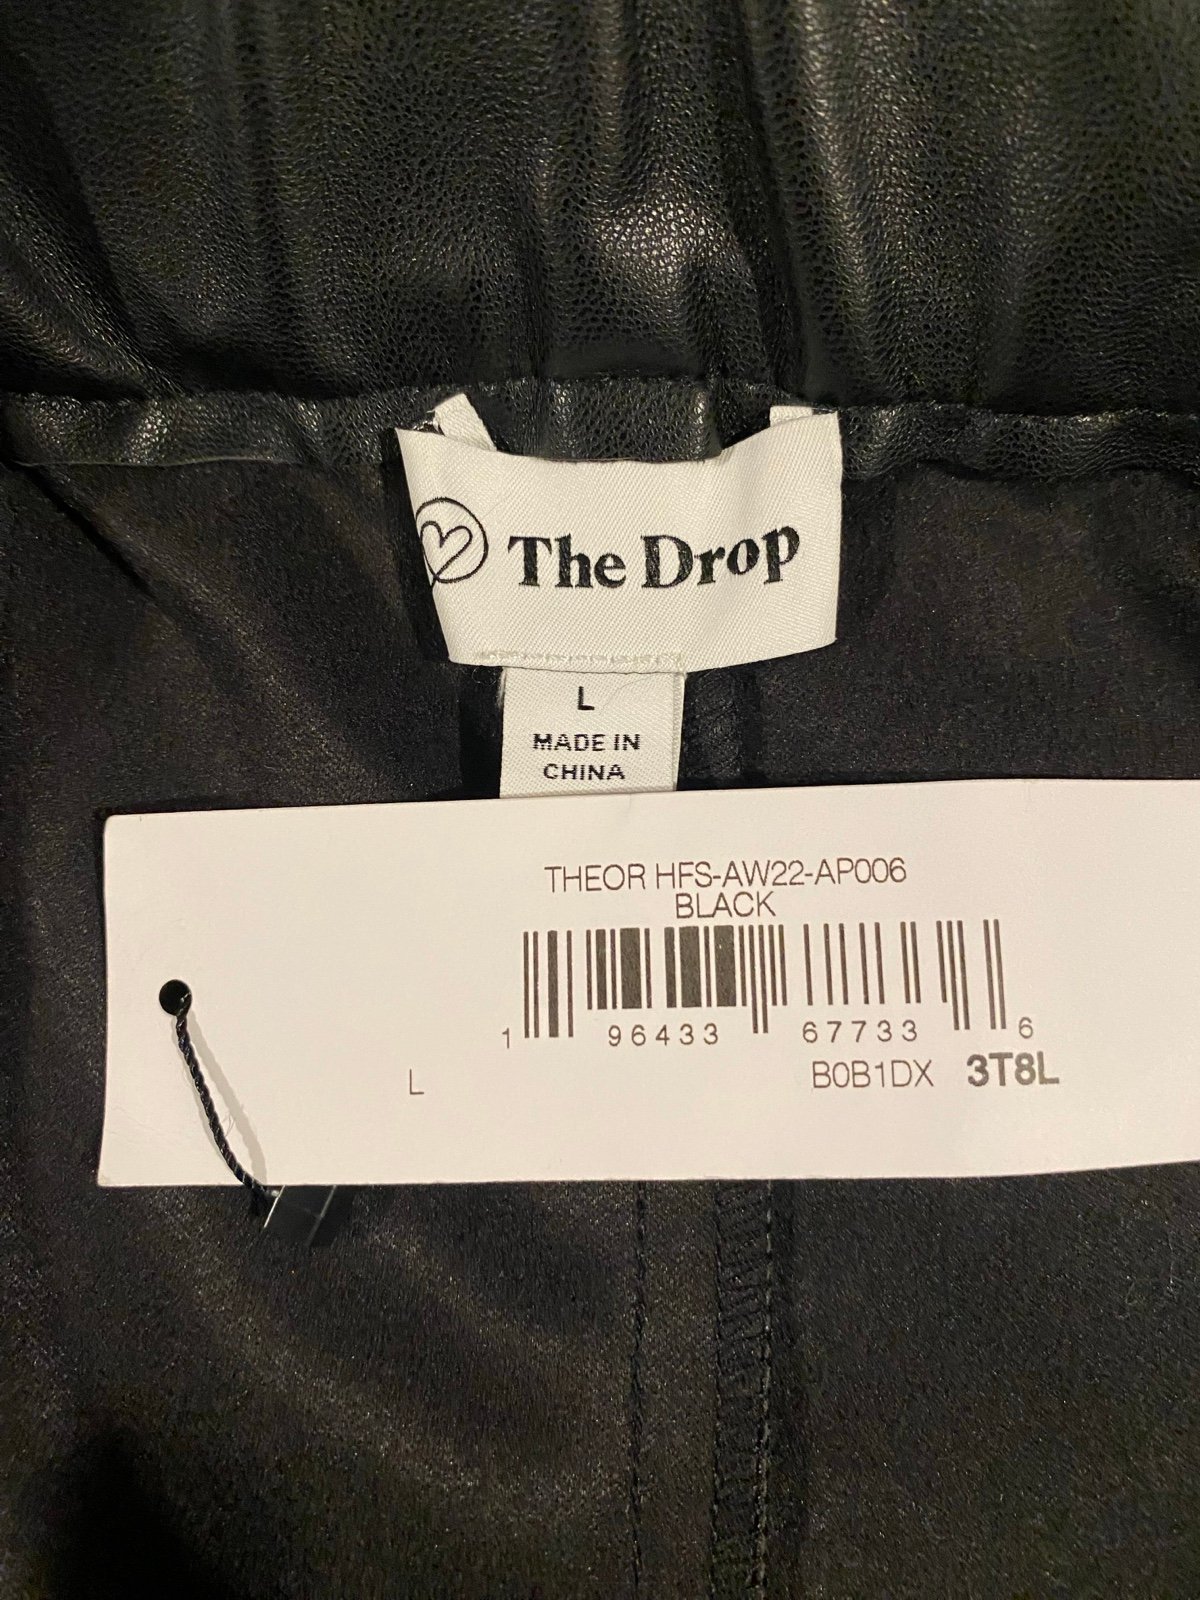 The Drop
L
MADE IN
CHINA
THEOR HFS-AW22-AP006
BLACK
1 96433 67733 6
L B0B1DX 3T8L